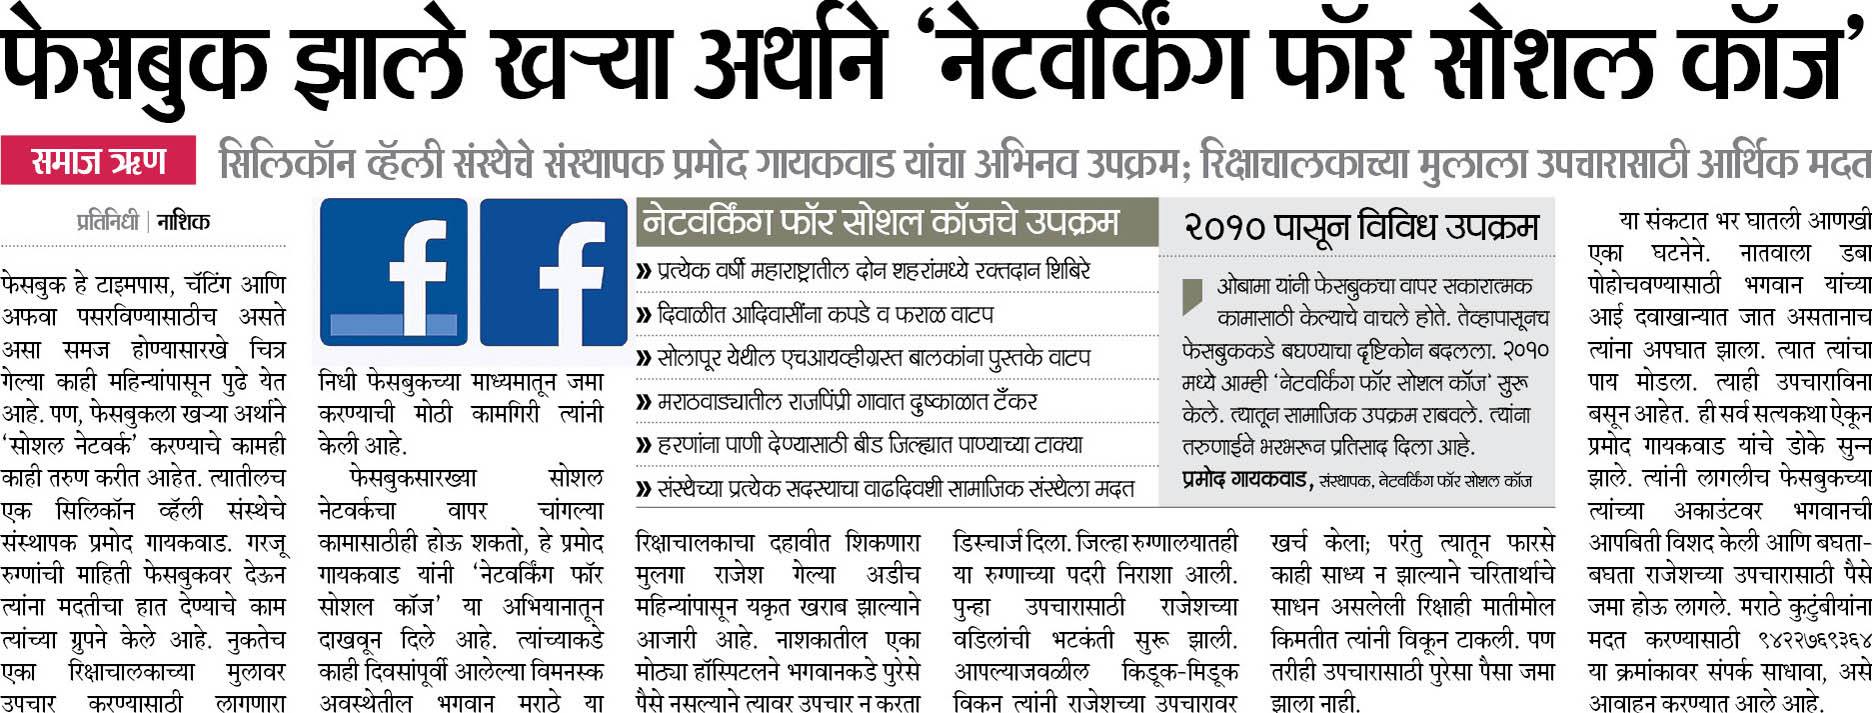 फेसबुक झाले खऱ्या अर्थाने ‘नेटवर्किंग फॉर सोशल कॉज’
समाज ऋण
सिलिकॉन व्हॅली संस्थेचे संस्थापक प्रमोद गायकवाड यांचा अभिनव उपक्रम; रिक्षाचालकाच्या मुलाला उपचारासाठी आर्थिक मदत
प्रतिनिधी | नाशिक
फेसबुक हे टाइमपास, चॅटिंग आणि
अफवा पसरविण्यासाठीच असते
असा समज होण्यासारखे चित्र
गेल्या काही महिन्यांपासून पुढे येत
आहे. पण, फेसबुकला खऱ्या अर्थाने
‘सोशल नेटवर्क’ करण्याचे कामही
काही तरुण करीत आहेत. त्यातीलच
एक सिलिकॉन व्हॅली संस्थेचे
संस्थापक प्रमोद गायकवाड. गरजू
रुग्णांची माहिती फेसबुकवर देऊन
त्यांना मदतीचा हात देण्याचे काम
त्यांच्या ग्रुपने केले आहे. नुकतेच
एका रिक्षाचालकाच्या मुलावर
उपचार करण्यासाठी लागणारा
निधी फेसबुकच्या माध्यमातून जमा
करण्याची मोठी कामगिरी त्यांनी
केली आहे.
फेसबुकसारख्या सोशल
नेटवर्कचा वापर चांगल्या
कामासाठीही होऊ शकतो, हे प्रमोद
गायकवाड यांनी ‘नेटवर्किंग फॉर
सोशल कॉज’ या अभियानातून
दाखवून दिले आहे. त्यांच्याकडे
काही दिवसांपूर्वी आलेल्या विमनस्क
अवस्थेतील भगवान मराठे या
नेटवर्किंग फॉर सोशल कॉजचे उपक्रम
» प्रत्येक वर्षी महाराष्ट्रातील दोन शहरांमध्ये रक्तदान शिबिरे
» दिवाळीत आदिवासींना कपडे व फराळ वाटप
» सोलापूर येथील एचआयव्हीग्रस्त बालकांना पुस्तके वाटप
» मराठवाड्यातील राजपिंप्री गावात दुष्काळात टँकर
» हरणांना पाणी देण्यासाठी बीड जिल्ह्यात पाण्याच्या टाक्या
» संस्थेच्या प्रत्येक सदस्याचा वाढदिवशी सामाजिक संस्थेला मदत
२०१० पासून विविध उपक्रम
ओबामा यांनी फेसबुकचा वापर सकारात्मक
कामासाठी केल्याचे वाचले होते. तेव्हापासूनच
फेसबुककडे बघण्याचा दृष्टिकोन बदलला. २०१०
मध्ये आम्ही ‘नेटवर्किंग फॉर सोशल कॉज’ सुरू
केले. त्यातून सामाजिक उपक्रम राबवले. त्यांना
तरुणाईने भरभरून प्रतिसाद दिला आहे.
प्रमोद गायकवाड, संस्थापक, नेटवर्किंग फॉर सोशल कॉज
रिक्षाचालकाचा दहावीत शिकणारा
मुलगा राजेश गेल्या अडीच
महिन्यांपासून यकृत खराब झाल्याने
आजारी आहे. नाशकातील एका
मोठ्या हॉस्पिटलने भगवानकडे पुरेसे
पैसे नसल्याने त्यावर उपचार न करता
डिस्चार्ज दिला. जिल्हा रुग्णालयातही
या रुग्णाच्या पदरी निराशा आली.
पुन्हा उपचारासाठी राजेशच्या
वडिलांची भटकंती सुरू झाली.
आपल्याजवळील किडूक-मिडूक
विकन त्यांनी राजेशच्या उपचारावर
खर्च केला; परंतु त्यातून फारसे
काही साध्य न झाल्याने चरितार्थाचे
साधन असलेली रिक्षाही मातीमोल
किमतीत त्यांनी विकून टाकली. पण
तरीही उपचारासाठी पुरेसा पैसा जमा
झाला नाही.
या संकटात भर घातली आणखी
एका घटनेने. नातवाला डबा
पोहोचवण्यासाठी भगवान यांच्या
आई दवाखान्यात जात असतानाच
त्यांना अपघात झाला. त्यात त्यांचा
पाय मोडला. त्याही उपचाराविना
बसून आहेत. ही सर्व सत्यकथा ऐकून
प्रमोद गायकवाड यांचे डोके सुन्न
झाले. त्यांनी लागलीच फेसबुकच्या
त्यांच्या अकाउंटवर भगवानची
आपबिती विशद केली आणि बघता-
बघता राजेशच्या उपचारासाठी पैसे
जमा होऊ लागले. मराठे कुटुंबीयांना
मदत करण्यासाठी ९४२२७६९३६४
या क्रमांकावर संपर्क साधावा, असे
आवाहन करण्यात आले आहे.